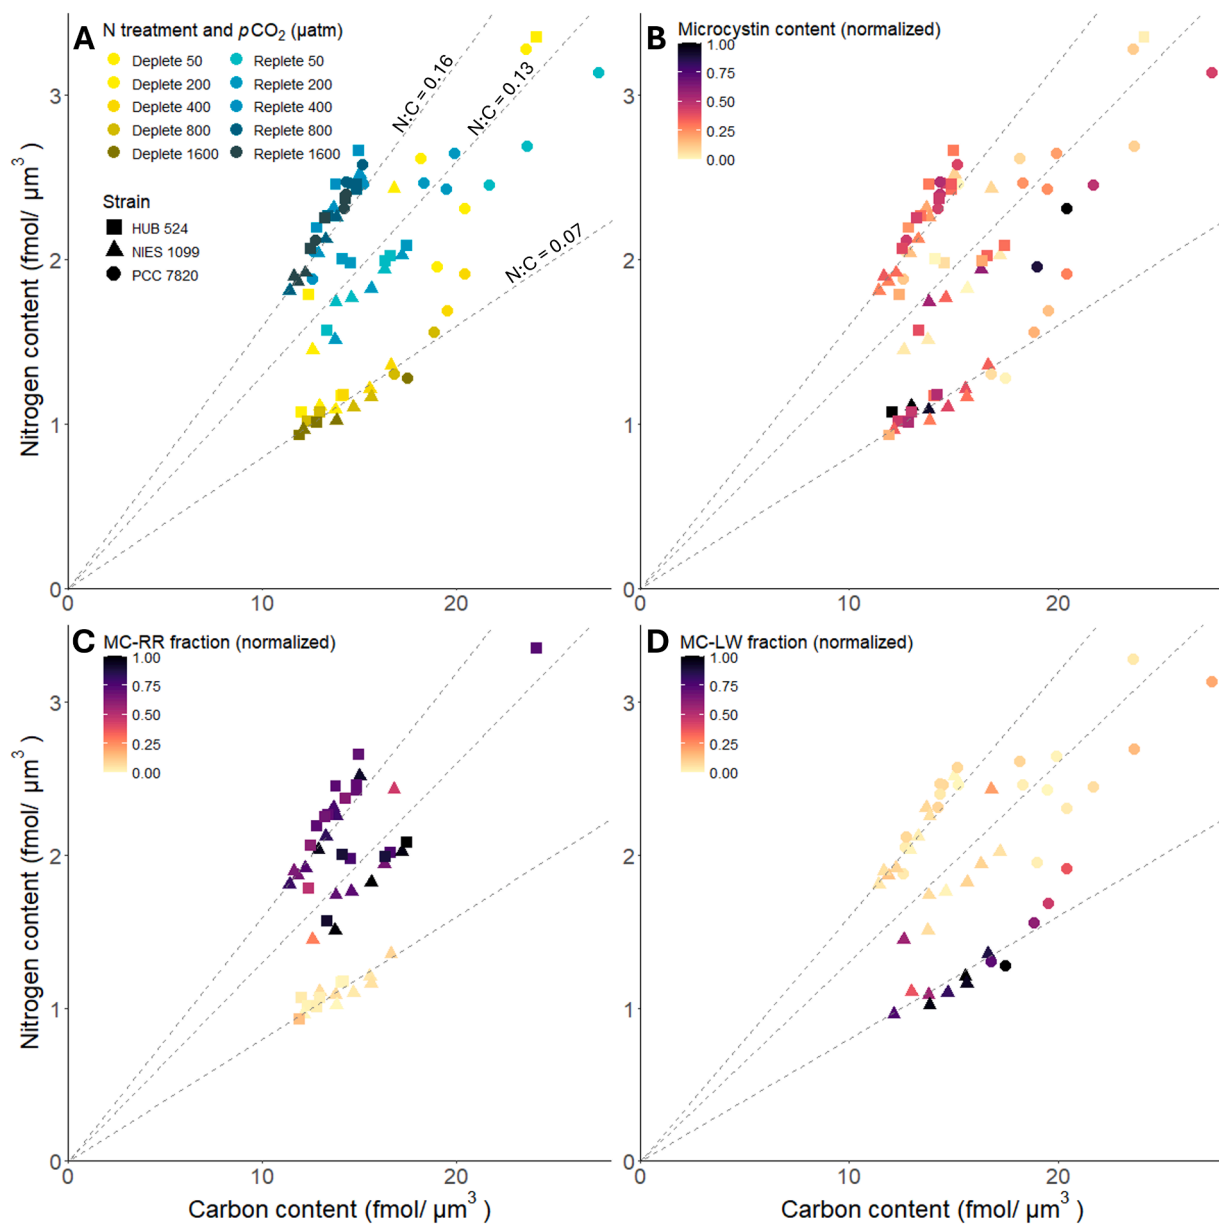 A
N treatment and pCO2 (µatm)
Deplete 50
Replete 50
Deplete 200
Replete 200
Deplete 400
Replete 400
Deplete 800
Replete 800
Deplete 1600
Replete 1600
Strain
HUB 524
NIES 1099
PCC 7820
N:C = 0.16
N:C = 0.13
N:C = 0.07
Nitrogen content (fmol/ µm³)
3
2
1
0
0
10
20
B
Microcystin content (normalized)
1.00
0.75
0.50
0.25
0.00
3
2
1
0
0
10
20
C
MC-RR fraction (normalized)
1.00
0.75
0.50
0.25
0.00
Nitrogen content (fmol/ µm³)
3
2
1
0
0
10
20
Carbon content (fmol/ µm³)
D
MC-LW fraction (normalized)
1.00
0.75
0.50
0.25
0.00
3
2
1
0
0
10
20
Carbon content (fmol/ µm³)